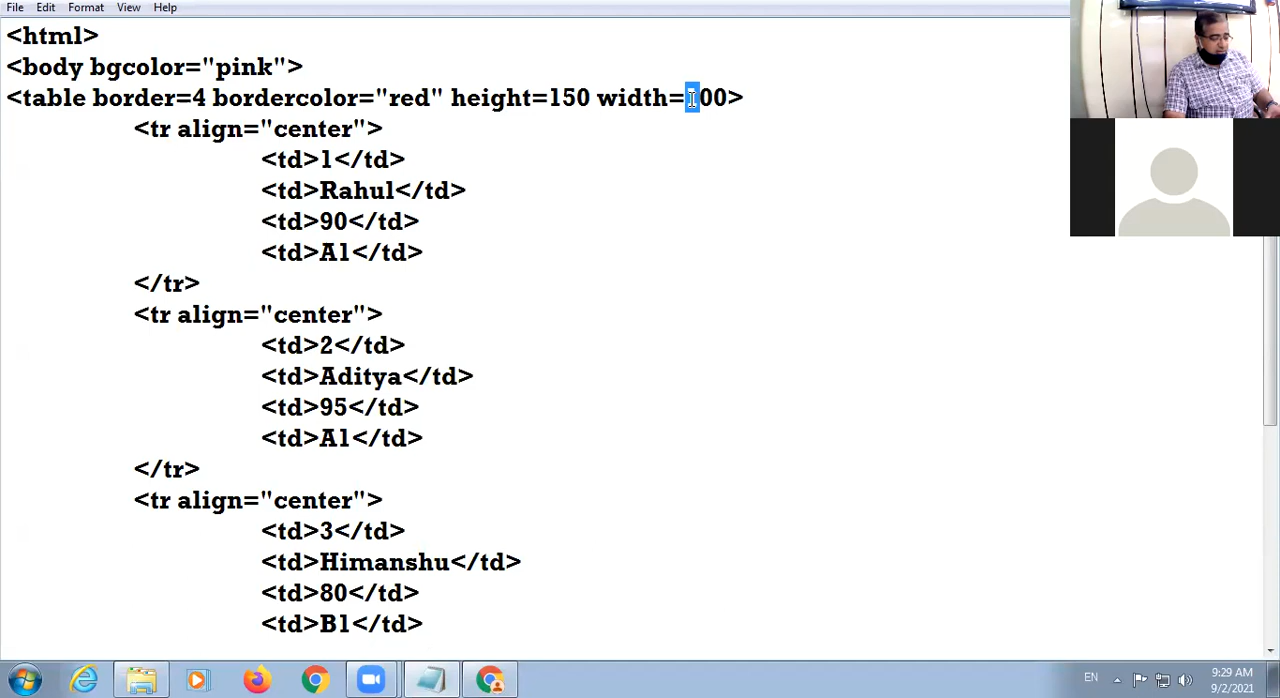 File Edit Format View Help
<html>
<body bgcolor="pink">
<table border=4 bordercolor="red" height=150 width=100>
<tr align="center">
<td>1</td>
<td>Rahul</td>
<td>90</td>
<td>A1</td>
</tr>
<tr align="center">
<td>2</td>
<td>Aditya</td>
<td>95</td>
<td>A1</td>
</tr>
<tr align="center">
<td>3</td>
<td>Himanshu</td>
<td>80</td>
<td>B1</td>
EN
9:29 AM
9/2/2021